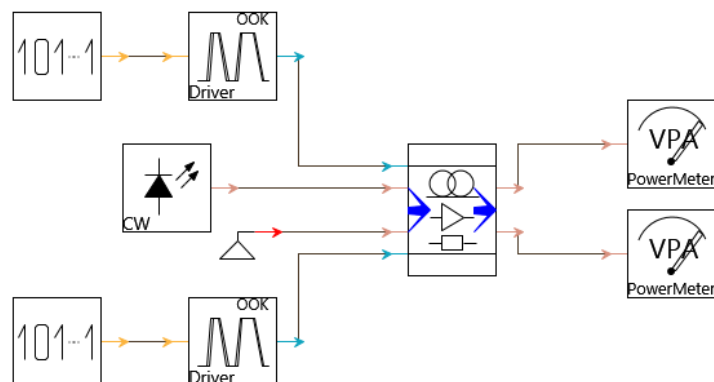 101···1
OOK
Driver
VPA
PowerMeter
CW
VPA
PowerMeter
101···1
OOK
Driver